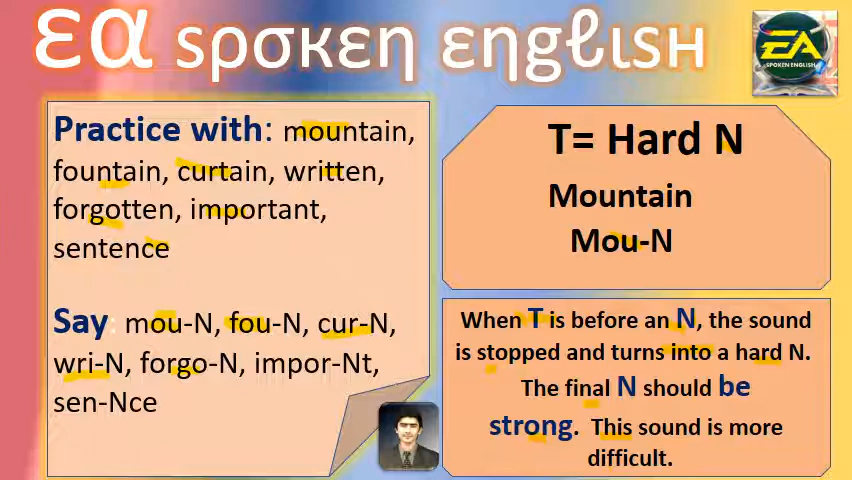 εα ѕρσкєη єηgℓιѕн
EA
SPOKEN ENGLISH
Practice with: mountain,
fountain, curtain, written,
forgotten, important,
sentence
Say: mou-N, fou-N, cur-N,
wri-N, forgo-N, impor-Nt,
sen-Nce
T= Hard N
Mountain
Mou-N
When T is before an N, the sound
is stopped and turns into a hard N.
The final N should be
strong. This sound is more
difficult.